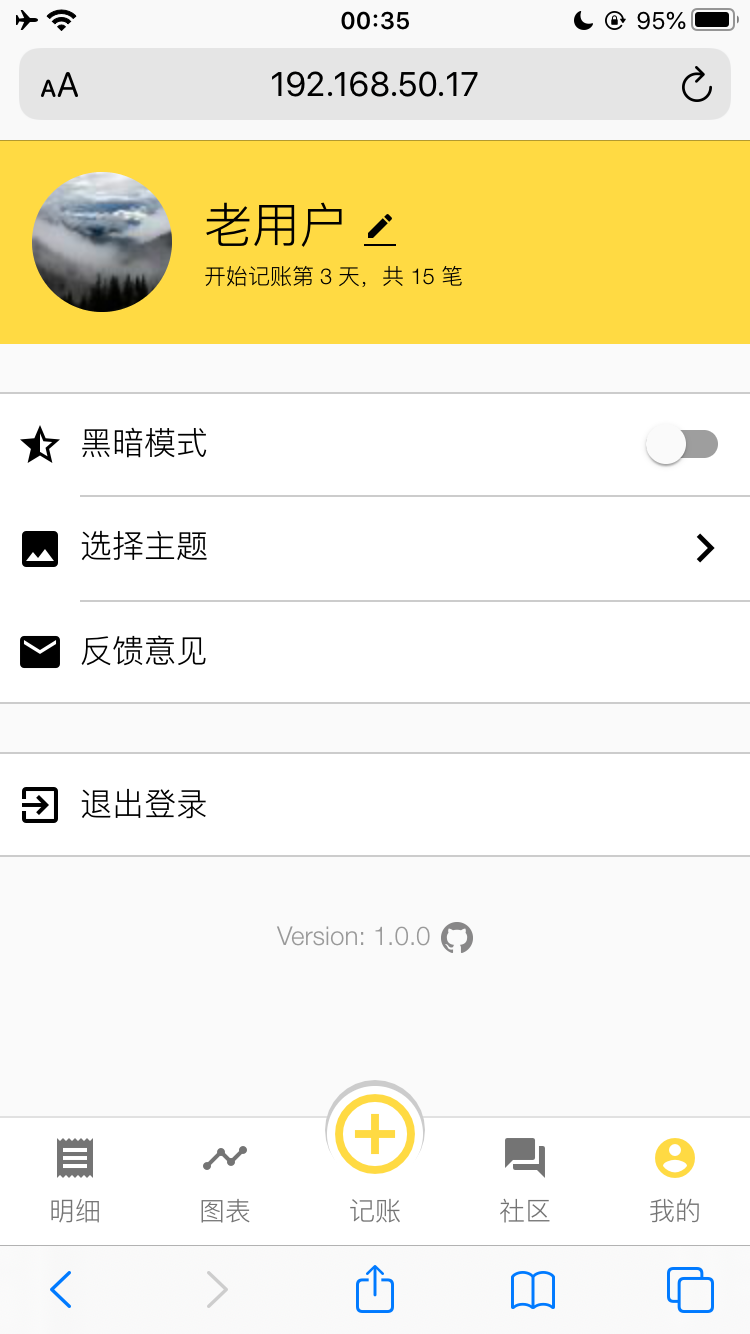 00:35
95%
AA
192.168.50.17
老用户
开始记账第 3 天，共 15 笔
黑暗模式
选择主题
反馈意见
退出登录
Version: 1.0.0
明细
图表
记账
社区
我的